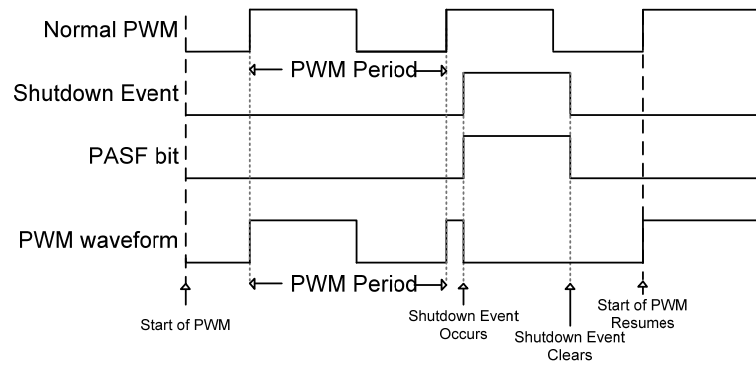 Normal PWM
PWM Period
Shutdown Event
PASF bit
PWM waveform
PWM Period
Start of PWM
Shutdown Event
Occurs
Shutdown Event
Clears
Start of PWM
Resumes